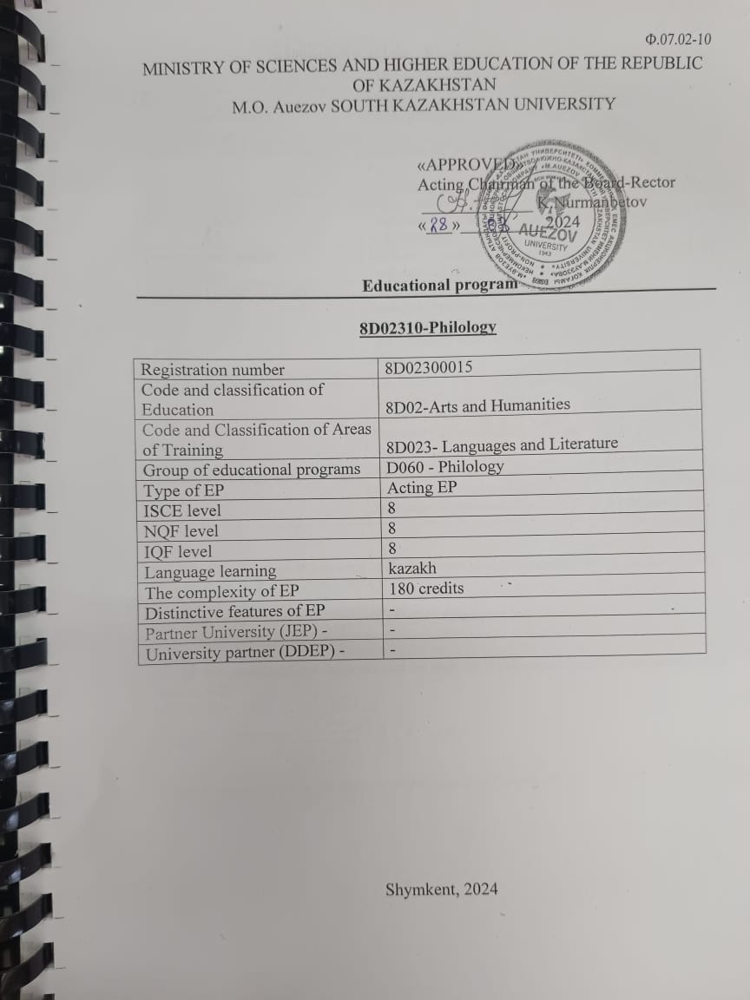 Ф.07.02-10
MINISTRY OF SCIENCES AND HIGHER EDUCATION OF THE REPUBLIC
OF KAZAKHSTAN
M.O. Auezov SOUTH KAZAKHSTAN UNIVERSITY
«APPROVED»
Acting Chairman of the Board-Rector
K.Nurmanbetov
«28» 2024
AUEZOV
UNIVERSITY
1943
Educational program
8D02310-Philology
Registration number 8D02300015
Code and classification of
Education 8D02-Arts and Humanities
Code and Classification of Areas
of Training 8D023- Languages and Literature
Group of educational programs D060 - Philology
Type of EP Acting EP
ISCE level 8
NQF level 8
IQF level 8
Language learning kazakh
The complexity of EP 180 credits
Distinctive features of EP -
Partner University (JEP) - -
University partner (DDEP) - -
Shymkent, 2024